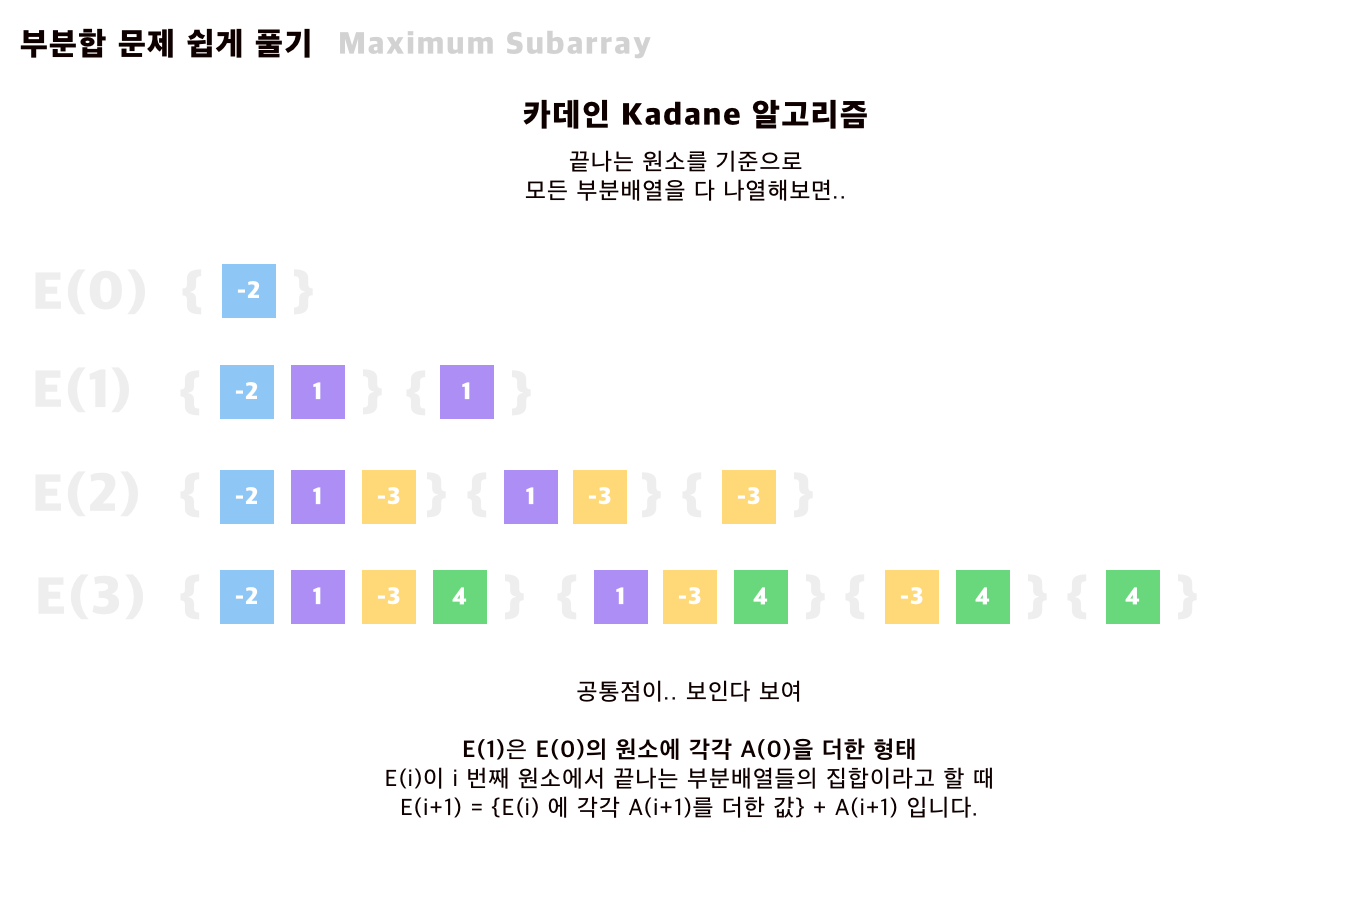 부분합 문제 쉽게 풀기 Maximum Subarray
카데인 Kadane 알고리즘
끝나는 원소를 기준으로
모든 부분배열을 다 나열해보면..
E(0) { -2 }
E(1) { -2 1 } { 1 }
E(2) { -2 1 -3 } { 1 -3 } { -3 }
E(3) { -2 1 -3 4 } { 1 -3 4 } { -3 4 } { 4 }
공통점이.. 보인다 보여
E(1)은 E(0)의 원소에 각각 A(0)을 더한 형태
E(i)이 i 번째 원소에서 끝나는 부분배열들의 집합이라고 할 때
E(i+1) = {E(i) 에 각각 A(i+1)를 더한 값} + A(i+1) 입니다.